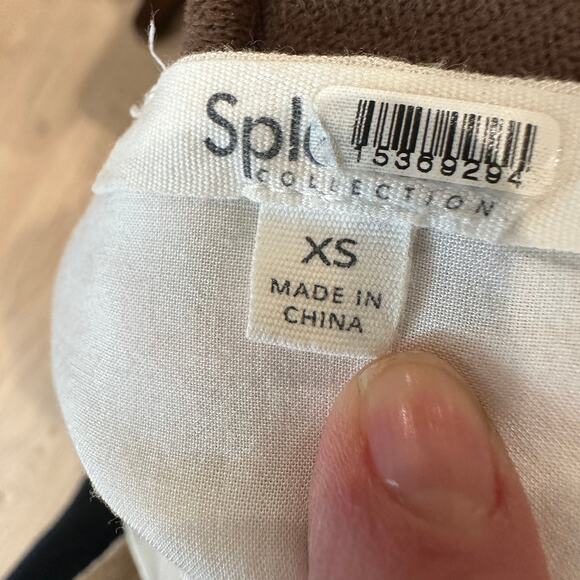 Spl
15369294
COLLECTION
XS
MADE IN
CHINA